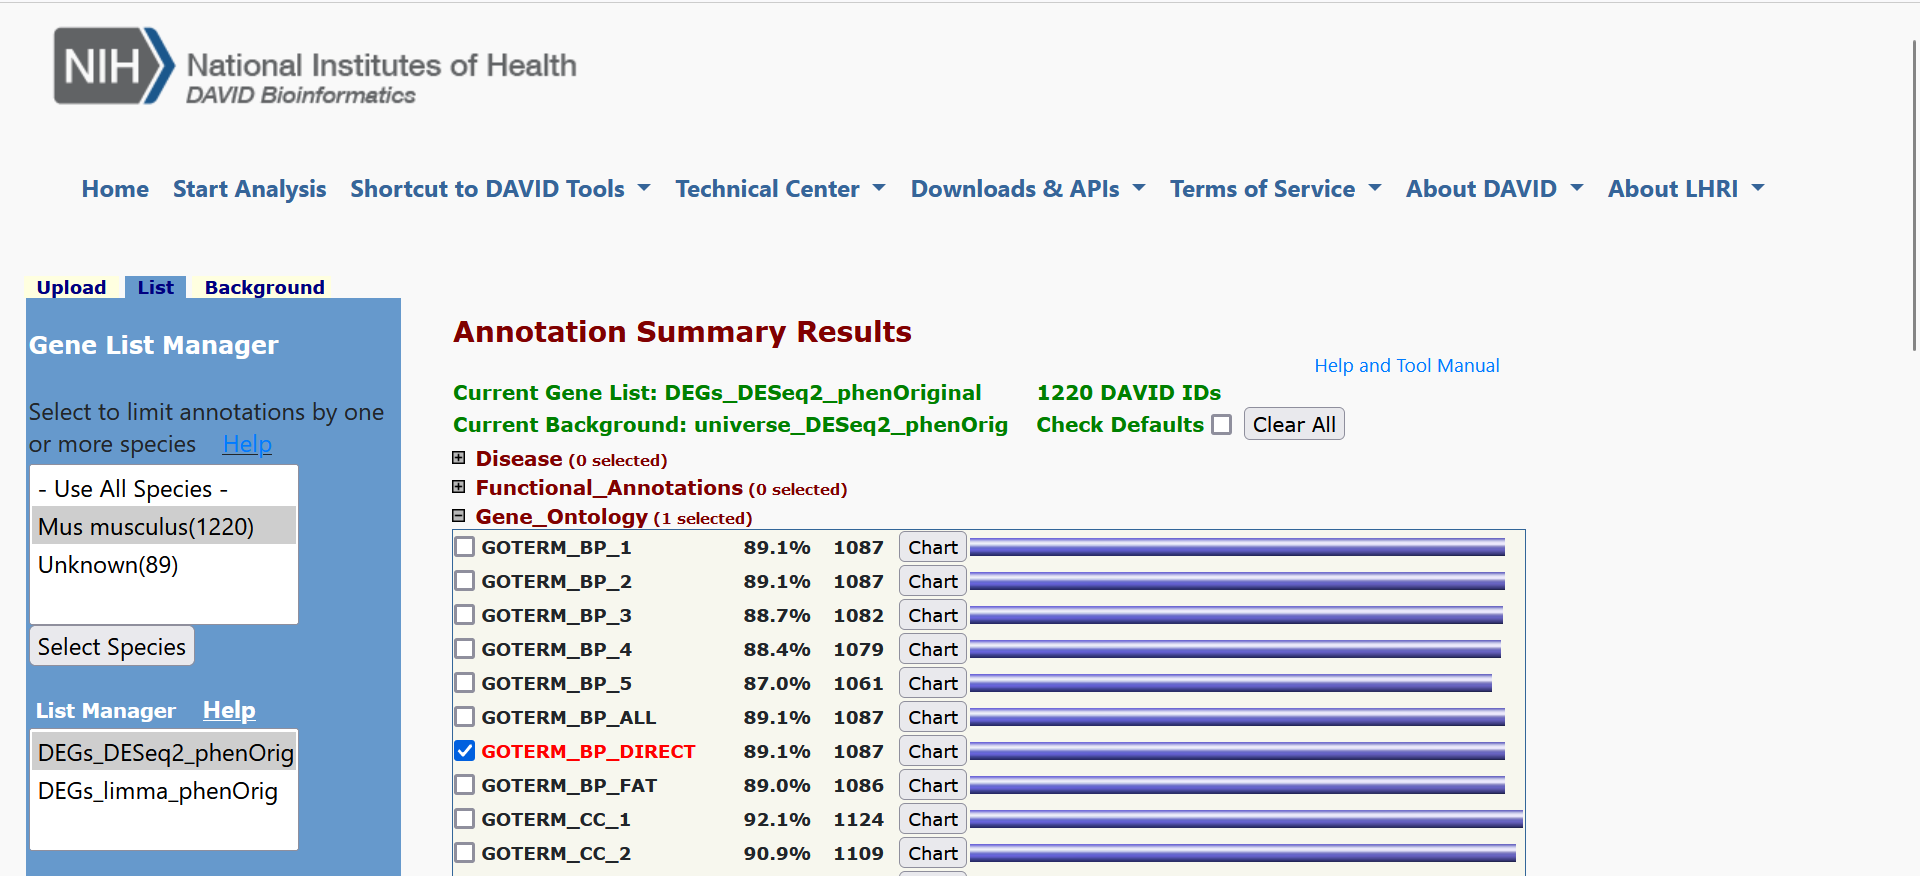 NIH National Institutes of Health
DAVID Bioinformatics
Home Start Analysis Shortcut to DAVID Tools Technical Center Downloads & APIs Terms of Service About DAVID About LHRI
Upload List Background
Gene List Manager
Select to limit annotations by one
or more species Help
- Use All Species -
Mus musculus(1220)
Unknown(89)
Select Species
List Manager Help
DEGs_DESeq2_phenOrig
DEGs_limma_phenOrig
Annotation Summary Results
Help and Tool Manual
Current Gene List: DEGs_DESeq2_phenOriginal 1220 DAVID IDs
Current Background: universe_DESeq2_phenOrig Check Defaults Clear All
Disease (0 selected)
Functional_Annotations (0 selected)
Gene_Ontology (1 selected)
GOTERM_BP_1 89.1% 1087 Chart
GOTERM_BP_2 89.1% 1087 Chart
GOTERM_BP_3 88.7% 1082 Chart
GOTERM_BP_4 88.4% 1079 Chart
GOTERM_BP_5 87.0% 1061 Chart
GOTERM_BP_ALL 89.1% 1087 Chart
GOTERM_BP_DIRECT 89.1% 1087 Chart
GOTERM_BP_FAT 89.0% 1086 Chart
GOTERM_CC_1 92.1% 1124 Chart
GOTERM_CC_2 90.9% 1109 Chart